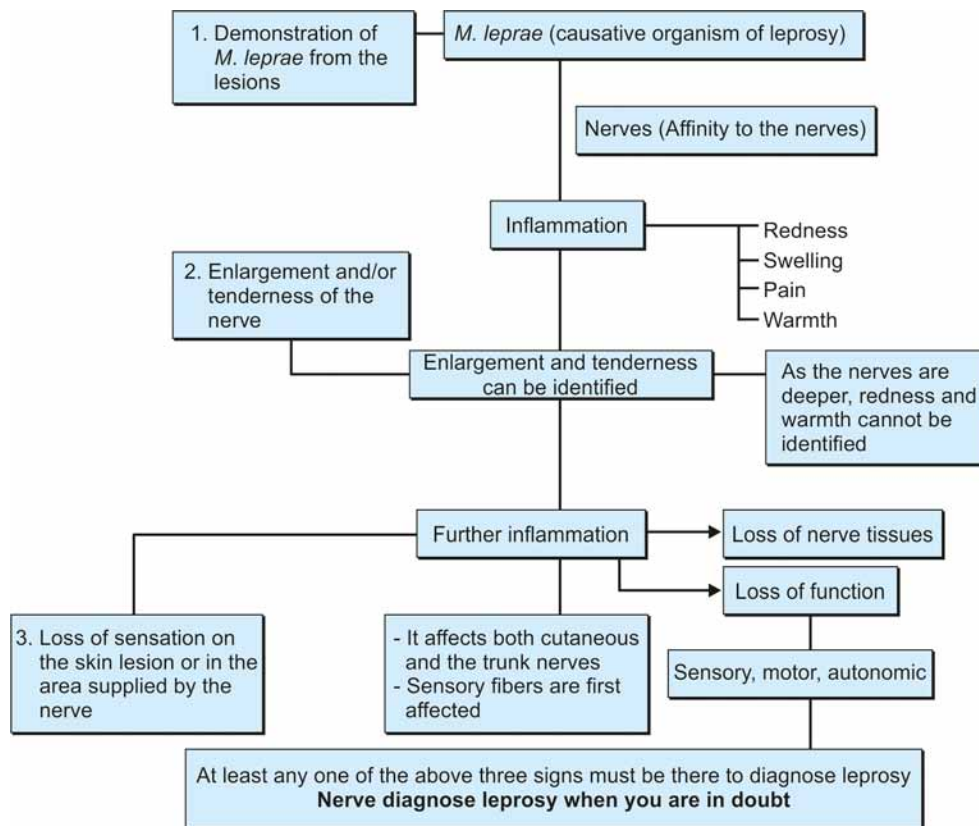 1. Demonstration of
M. leprae from the
lesions
M. leprae (causative organism of leprosy)
Nerves (Affinity to the nerves)
Inflammation
Redness
Swelling
Pain
Warmth
2. Enlargement and/or
tenderness of the
nerve
Enlargement and tenderness
can be identified
As the nerves are
deeper, redness and
warmth cannot be
identified
Further inflammation
Loss of nerve tissues
Loss of function
3. Loss of sensation on
the skin lesion or in the
area supplied by the
nerve
- It affects both cutaneous
and the trunk nerves
- Sensory fibers are first
affected
Sensory, motor, autonomic
At least any one of the above three signs must be there to diagnose leprosy
Nerve diagnose leprosy when you are in doubt